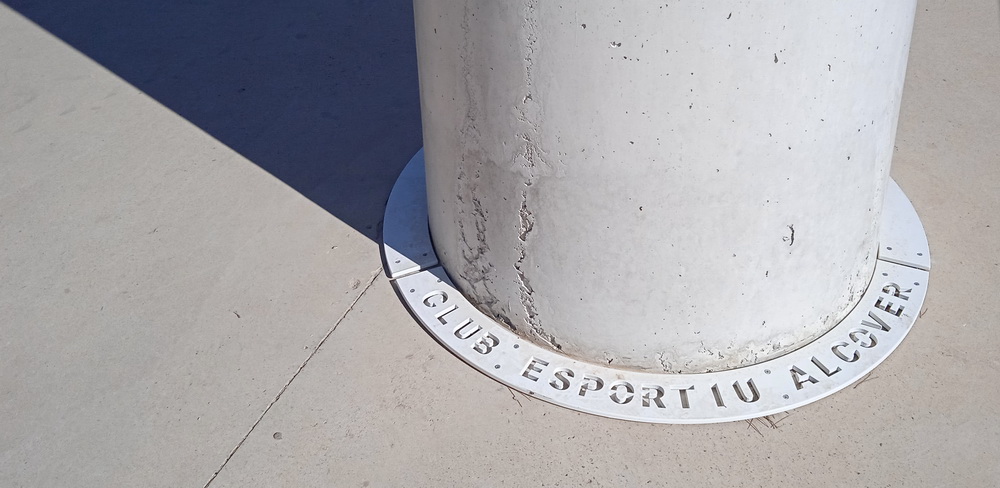 CLUB ESPORTIU ALCOVER